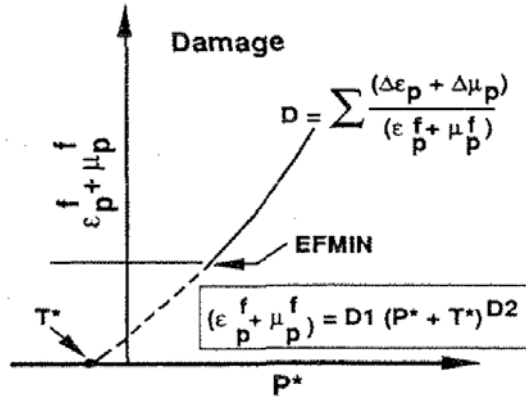 Damage
D = ∑ (Δε_p + Δμ_p) / (ε_p^f + μ_p^f)
ε_p^f + μ_p^f
EFMIN
T*
(ε_p^f + μ_p^f) = D1 (P* + T*)^D2
P*